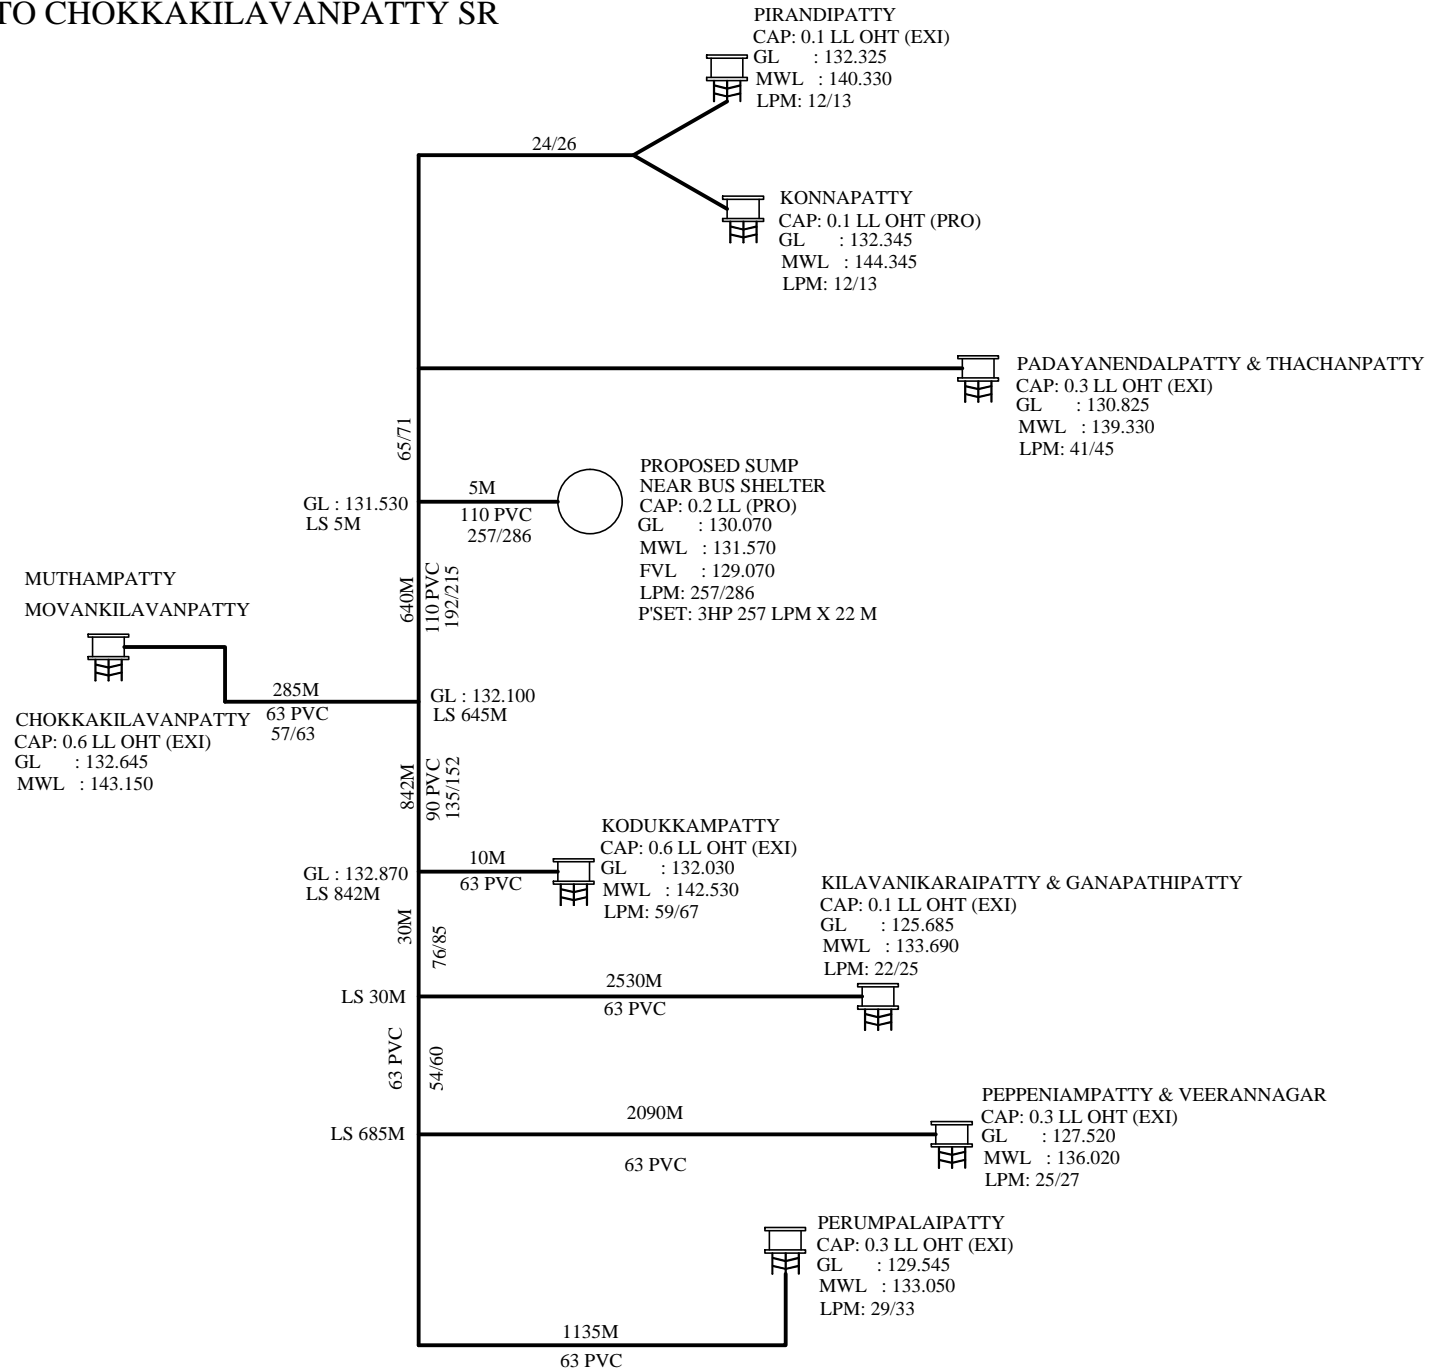 TO CHOKKAKILAVANPATTY SR
PIRANDIPATTY
CAP: 0.1 LL OHT (EXI)
GL : 132.325
MWL : 140.330
LPM: 12/13
24/26
KONNAPATTY
CAP: 0.1 LL OHT (PRO)
GL : 132.345
MWL : 144.345
LPM: 12/13
PADAYANENDALPATTY & THACHANPATTY
CAP: 0.3 LL OHT (EXI)
GL : 130.825
MWL : 139.330
LPM: 41/45
65/71
GL : 131.530
LS 5M
5M
110 PVC
257/286
PROPOSED SUMP
NEAR BUS SHELTER
CAP: 0.2 LL (PRO)
GL : 130.070
MWL : 131.570
FVL : 129.070
LPM: 257/286
P'SET: 3HP 257 LPM X 22 M
640M
110 PVC
192/215
MUTHAMPATTY
MOVANKILAVANPATTY
CHOKKAKILAVANPATTY
CAP: 0.6 LL OHT (EXI)
GL : 132.645
MWL : 143.150
285M
63 PVC
57/63
GL : 132.100
LS 645M
842M
90 PVC
135/152
GL : 132.870
LS 842M
10M
63 PVC
KODUKKAMPATTY
CAP: 0.6 LL OHT (EXI)
GL : 132.030
MWL : 142.530
LPM: 59/67
30M
76/85
KILAVANIKARAIPATTY & GANAPATHIPATTY
CAP: 0.1 LL OHT (EXI)
GL : 125.685
MWL : 133.690
LPM: 22/25
LS 30M
2530M
63 PVC
63 PVC
54/60
LS 685M
2090M
63 PVC
PEPPENIAMPATTY & VEERANNAGAR
CAP: 0.3 LL OHT (EXI)
GL : 127.520
MWL : 136.020
LPM: 25/27
PERUMPALAIPATTY
CAP: 0.3 LL OHT (EXI)
GL : 129.545
MWL : 133.050
LPM: 29/33
1135M
63 PVC